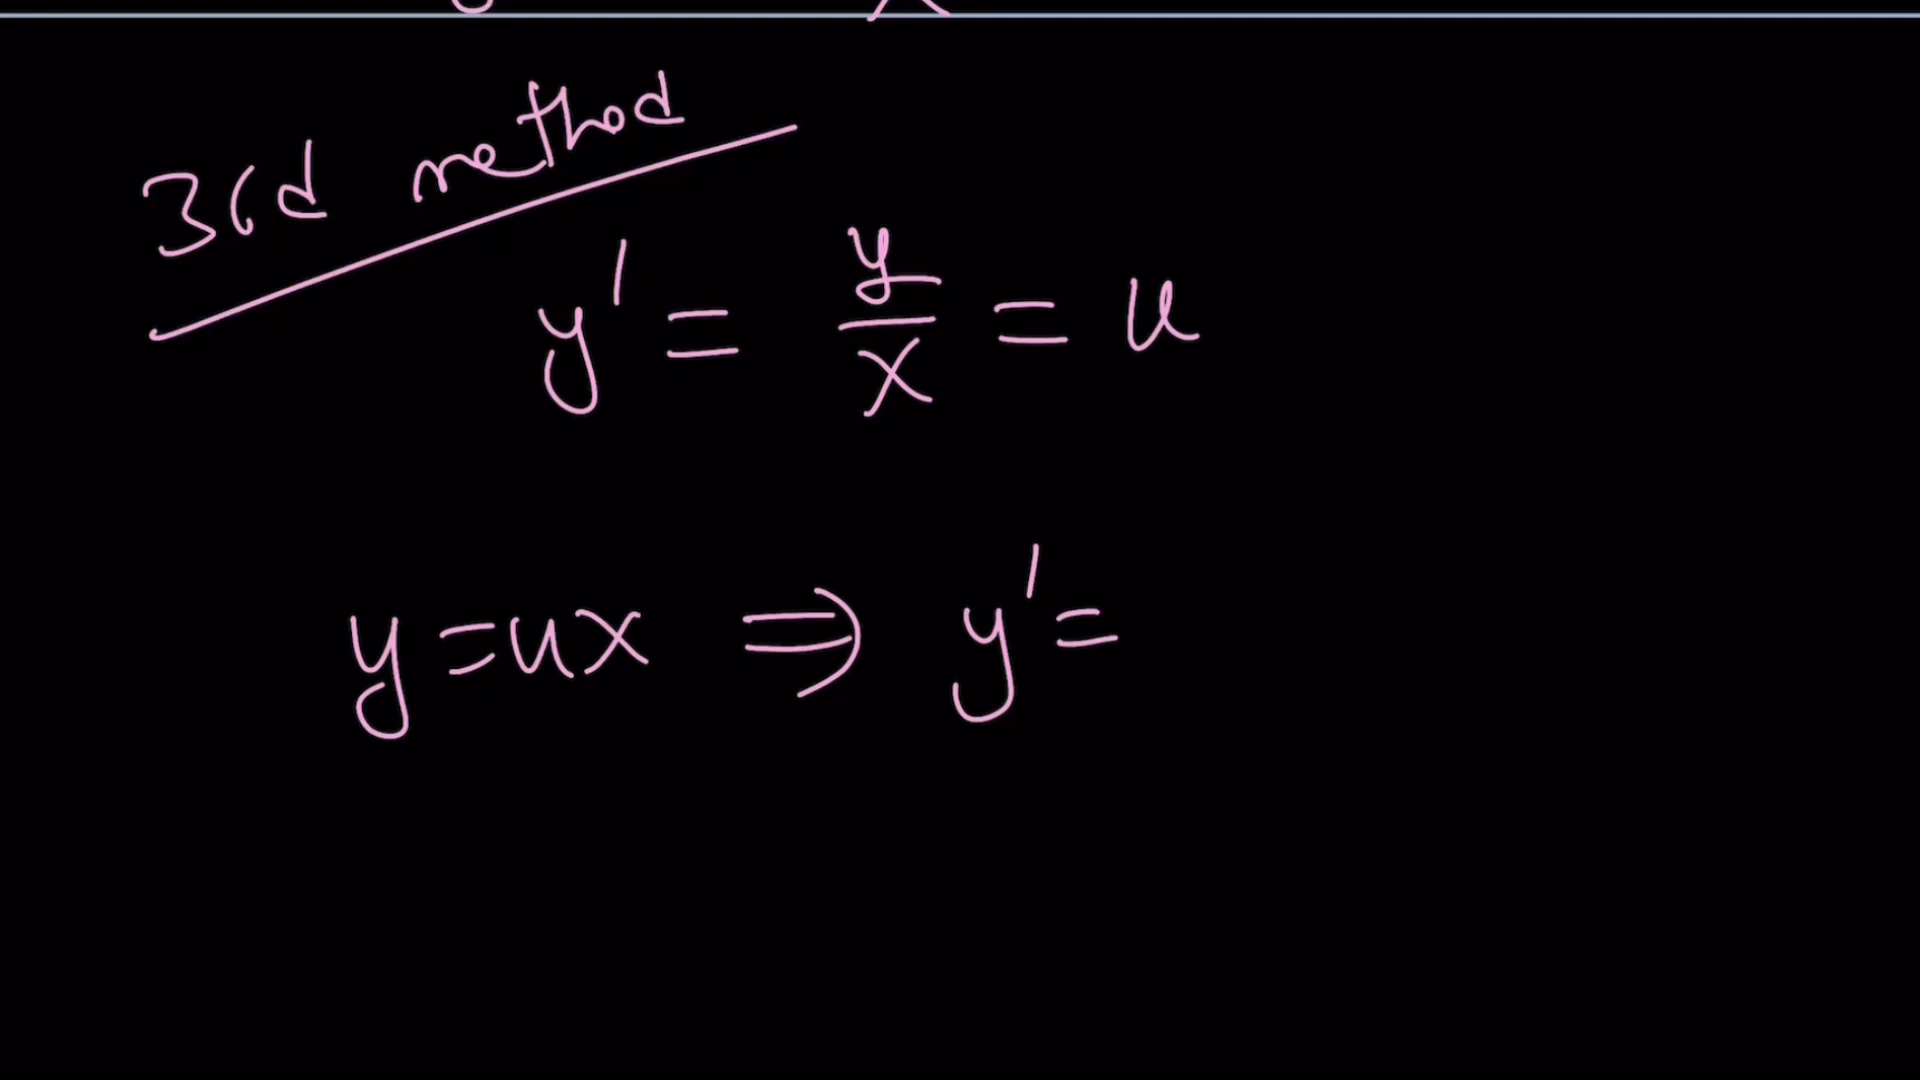 3rd method
y' = y/x = u
y = ux ⇒ y' =